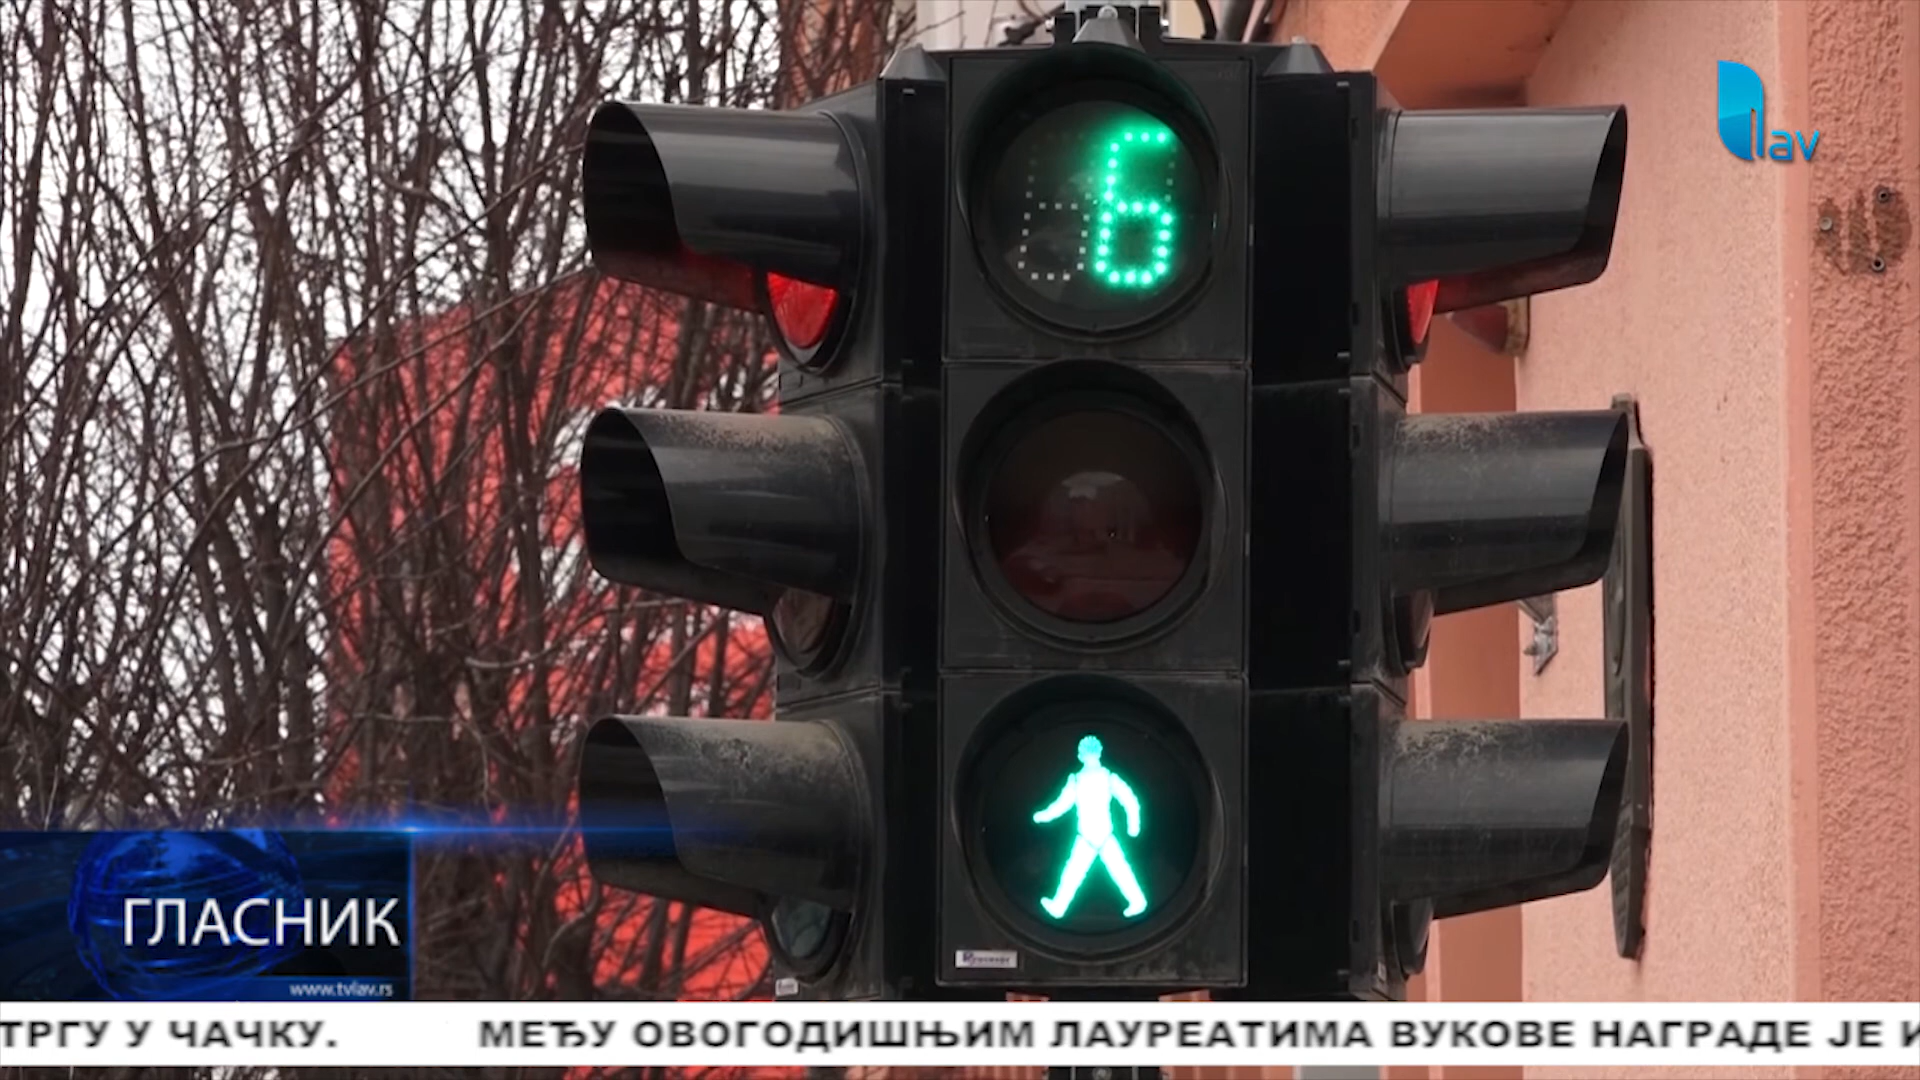 6
lav
ГЛАСНИК
www.tvlav.rs
ТРГУ У ЧАЧКУ. МЕЂУ ОВОГОДИШЊИМ ЛАУРЕАТИМА ВУКОВЕ НАГРАДЕ ЈЕ И